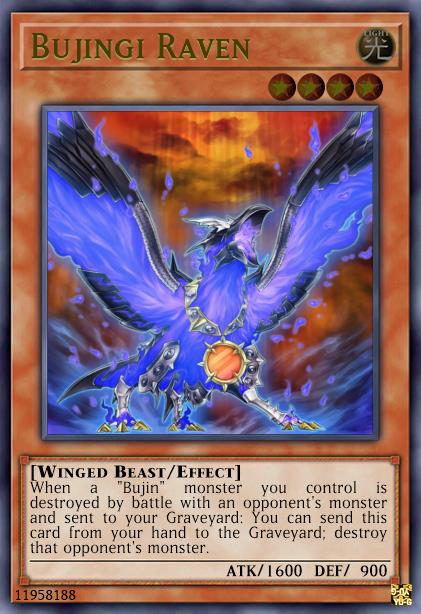 Bujingi Raven
LIGHT
光
[Winged Beast/Effect]
When a "Bujin" monster you control is
destroyed by battle with an opponent's monster
and sent to your Graveyard: You can send this
card from your hand to the Graveyard; destroy
that opponent's monster.
ATK/1600 DEF/ 900
11958188